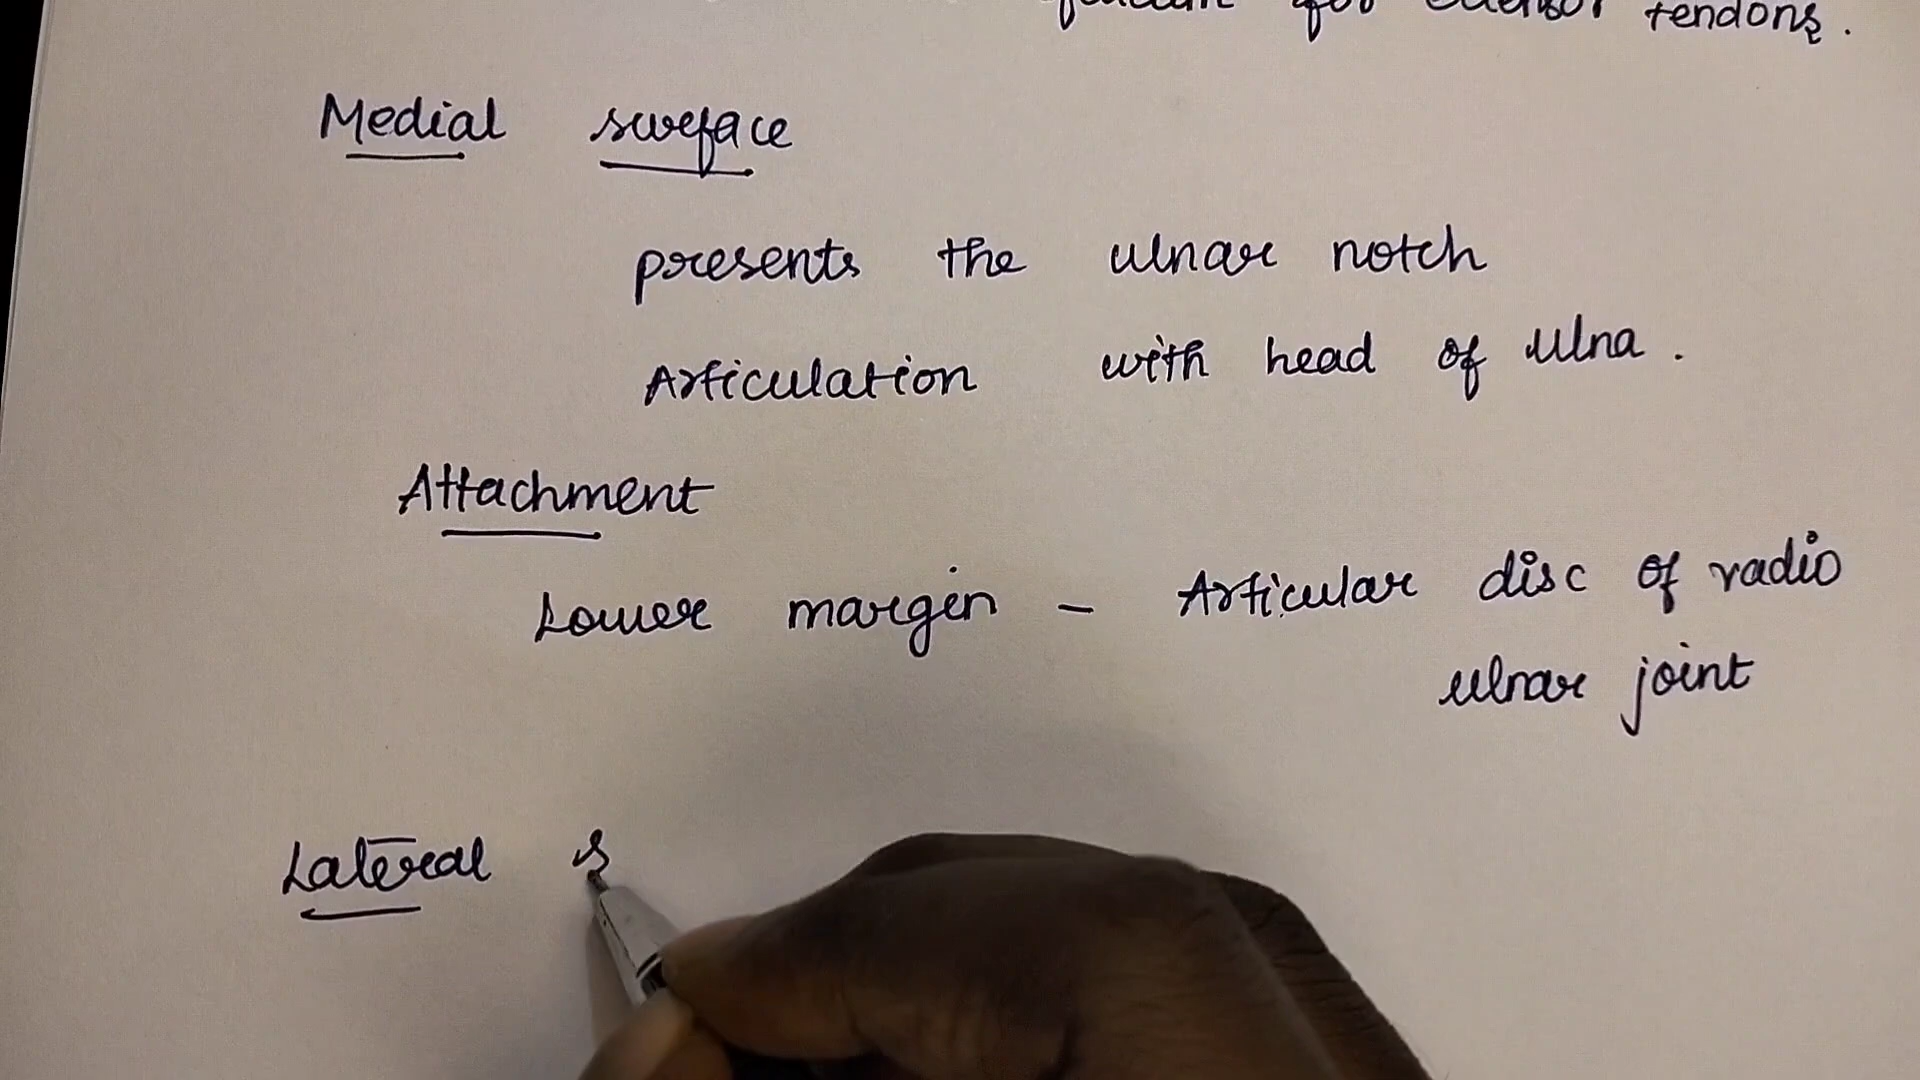 for tendons.
Medial surface
presents the ulnar notch
Articulation with head of ulna.
Attachment
Lower margin - Articular disc of radio
ulnar joint
Lateral s